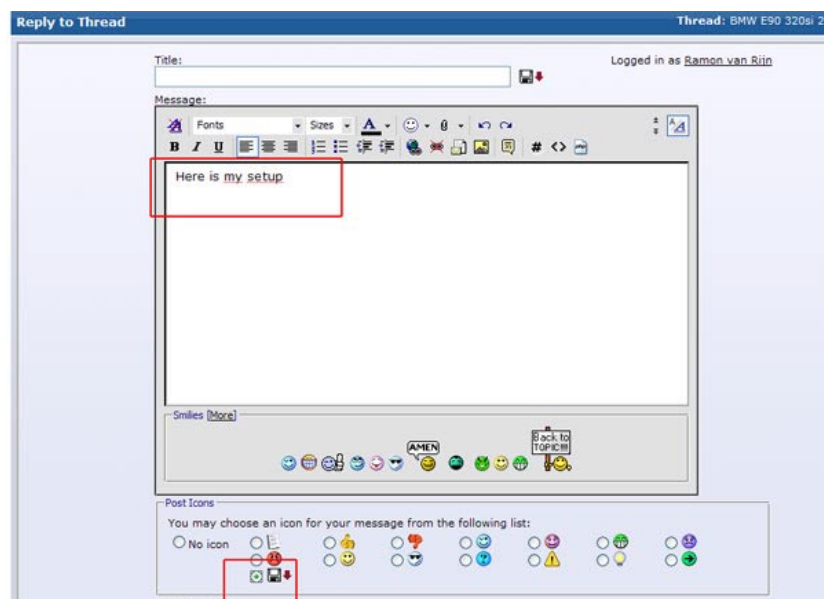 Reply to Thread
Thread: BMW E90 320si 2
Title:
Logged in as Ramon van Rijn
Message:
Fonts Sizes A
B I U # <>
Here is my setup
Smilies [More]
AMEN
Back to
TOPIC!!!
Post Icons
You may choose an icon for your message from the following list:
No icon